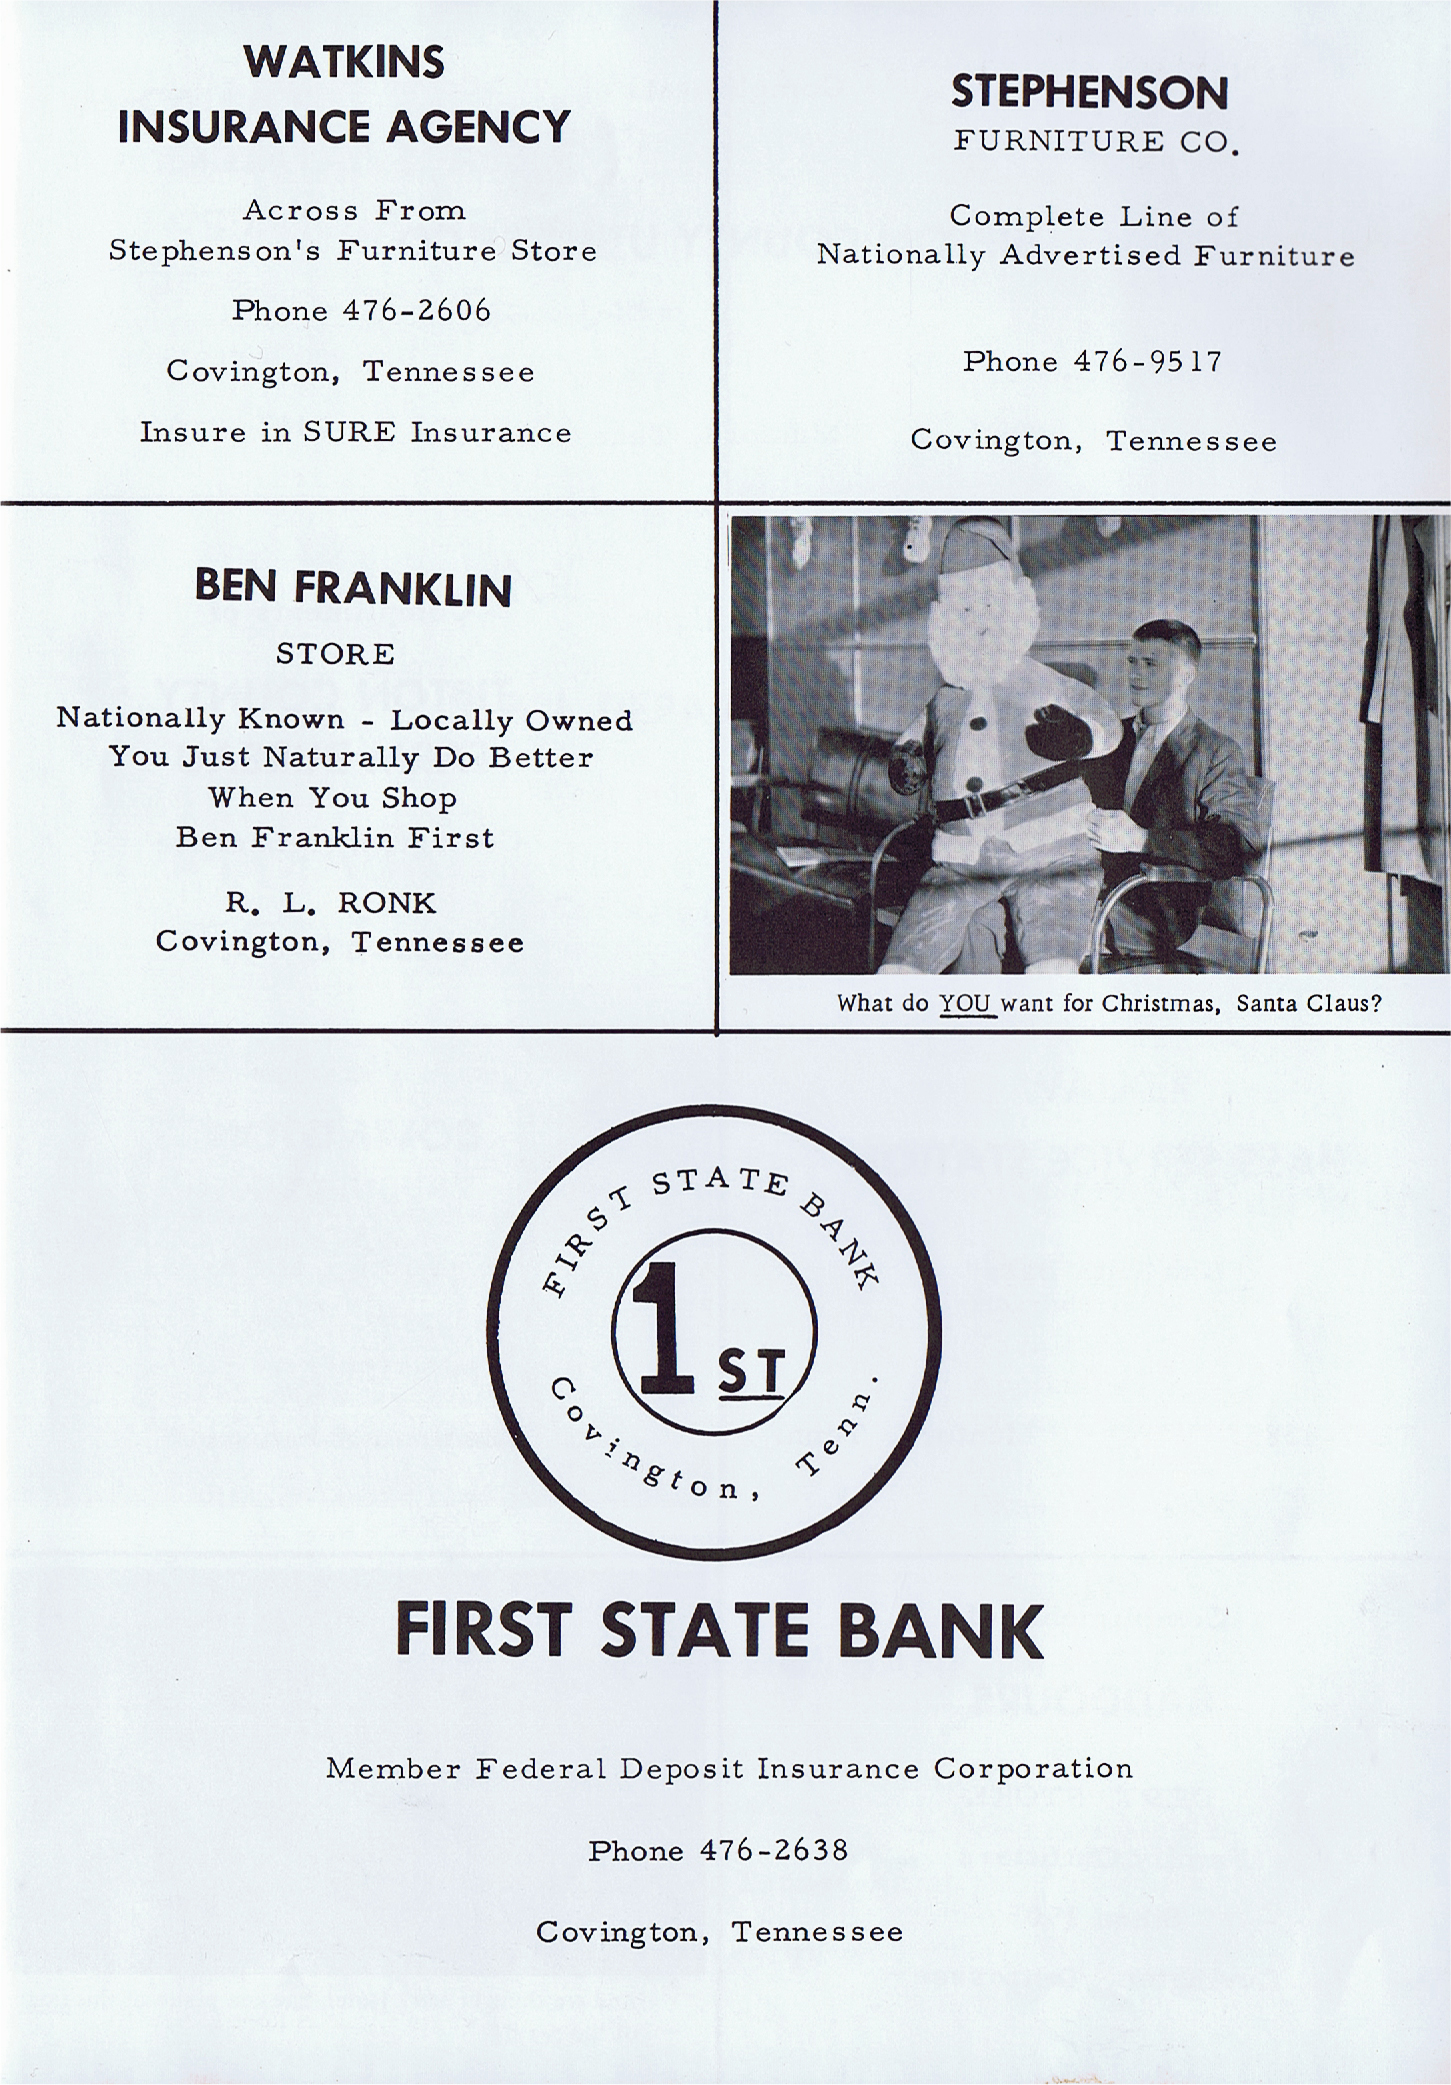 WATKINS
INSURANCE AGENCY
Across From
Stephenson's Furniture Store
Phone 476-2606
Covington, Tennessee
Insure in SURE Insurance
STEPHENSON
FURNITURE CO.
Complete Line of
Nationally Advertised Furniture
Phone 476-9517
Covington, Tennessee
BEN FRANKLIN
STORE
Nationally Known - Locally Owned
You Just Naturally Do Better
When You Shop
Ben Franklin First
R. L. RONK
Covington, Tennessee
What do YOU want for Christmas, Santa Claus?
FIRST STATE BANK
1ST
Covington, Tenn.
FIRST STATE BANK
Member Federal Deposit Insurance Corporation
Phone 476-2638
Covington, Tennessee